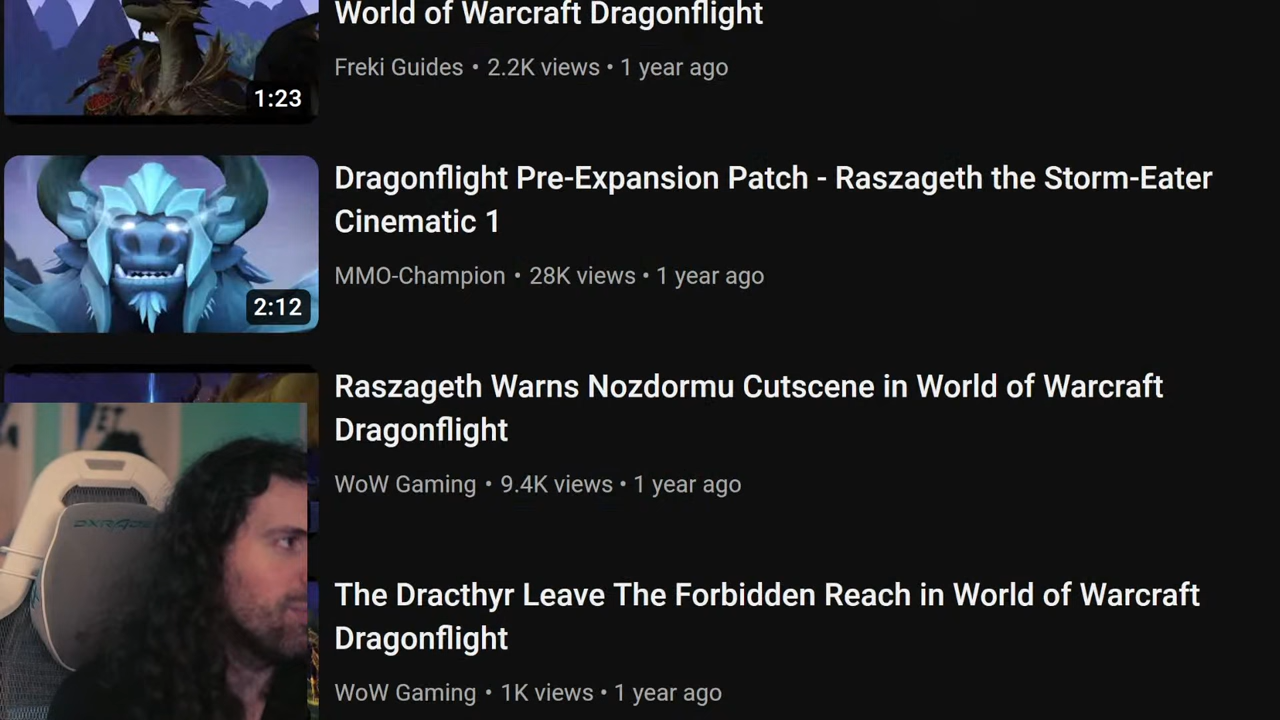 World of Warcraft Dragonflight
Freki Guides • 2.2K views • 1 year ago
1:23
Dragonflight Pre-Expansion Patch - Raszageth the Storm-Eater
Cinematic 1
MMO-Champion • 28K views • 1 year ago
2:12
Raszageth Warns Nozdormu Cutscene in World of Warcraft
Dragonflight
WoW Gaming • 9.4K views • 1 year ago
The Dracthyr Leave The Forbidden Reach in World of Warcraft
Dragonflight
WoW Gaming • 1K views • 1 year ago